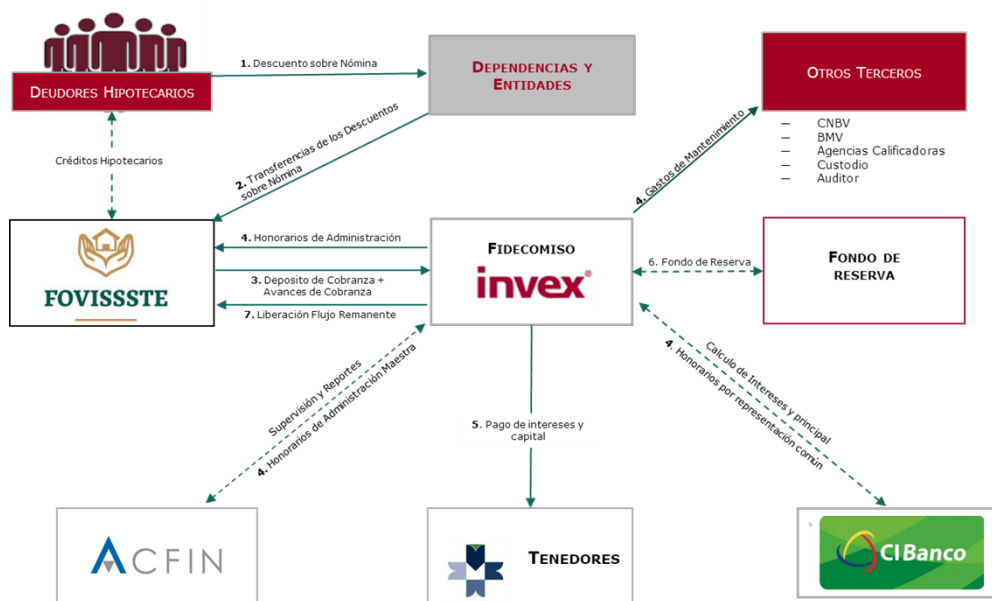 DEUDORES HIPOTECARIOS
1. Descuento sobre Nómina
DEPENDENCIAS Y
ENTIDADES
OTROS TERCEROS
— CNBV
— BMV
— Agencias Calificadoras
— Custodio
— Auditor
Créditos Hipotecarios
2. Transferencias de los Descuentos
sobre Nómina
4. Gastos de Mantenimiento
FOVISSSTE
4. Honorarios de Administración
3. Deposito de Cobranza +
Avances de Cobranza
7. Liberación Flujo Remanente
FIDECOMISO
invex®
6. Fondo de Reserva
FONDO DE
RESERVA
Supervisión y Reportes
4. Honorarios de Administración Maestra
5. Pago de intereses y
capital
Calculo de Intereses y principal
4. Honorarios por representación común
ACFIN
TENEDORES
CIBanco